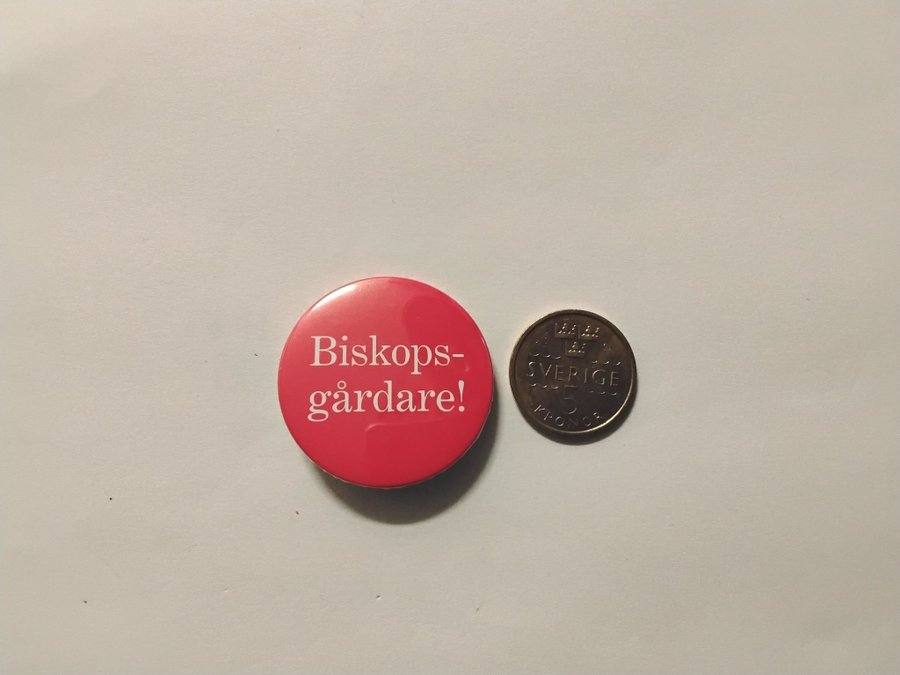 Biskops-
gårdare!
SVERIGE
5
KRONOR